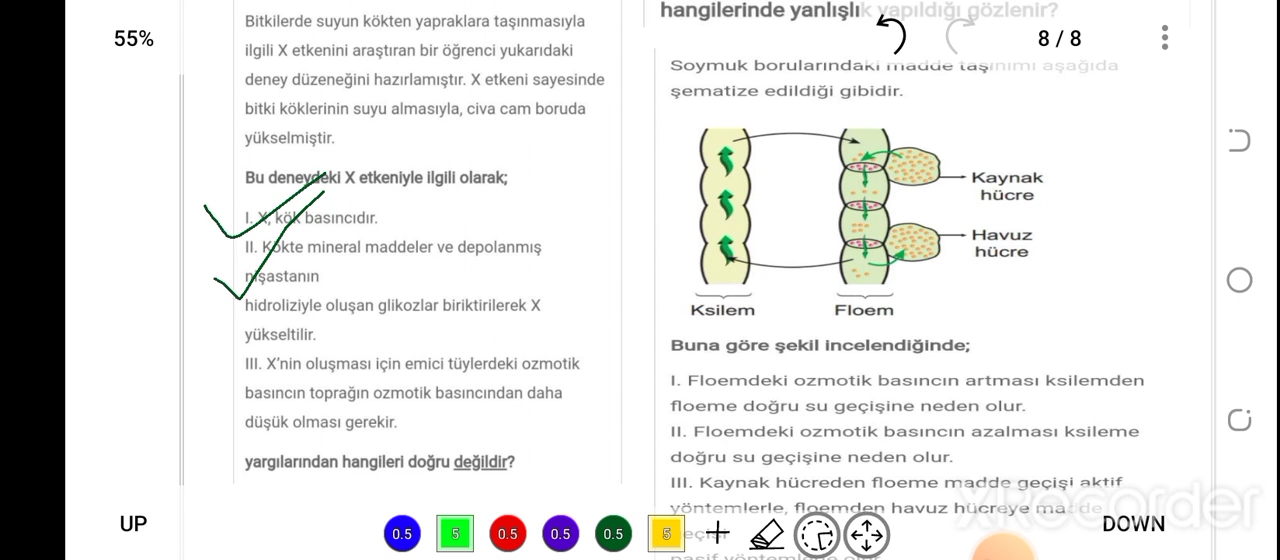 55%
Bitkilerde suyun kökten yapraklara taşınmasıyla
ilgili X etkenini araştıran bir öğrenci yukarıdaki
deney düzeneğini hazırlamıştır. X etkeni sayesinde
bitki köklerinin suyu almasıyla, civa cam boruda
yükselmiştir.
Bu deneydeki X etkeniyle ilgili olarak;
I. X, kök basıncıdır.
II. Kökte mineral maddeler ve depolanmış
nişastanın
hidroliziyle oluşan glikozlar biriktirilerek X
yükseltilir.
III. X'nin oluşması için emici tüylerdeki ozmotik
basıncın toprağın ozmotik basıncından daha
düşük olması gerekir.
yargılarından hangileri doğru değildir?
hangilerinde yanlışlık yapıldığı gözlenir?
8 / 8
Soymuk borularındaki madde taşınımı aşağıda
şematize edildiği gibidir.
Kaynak
hücre
Havuz
hücre
Ksilem
Floem
Buna göre şekil incelendiğinde;
I. Floemdeki ozmotik basıncın artması ksilemden
floeme doğru su geçişine neden olur.
II. Floemdeki ozmotik basıncın azalması ksileme
doğru su geçişine neden olur.
III. Kaynak hücreden floeme madde geçişi aktif
yöntemlerle, floemden havuz hücreye madde
pasif yöntemlerle
XRecorder
UP
0.5
5
0.5
0.5
0.5
5
DOWN